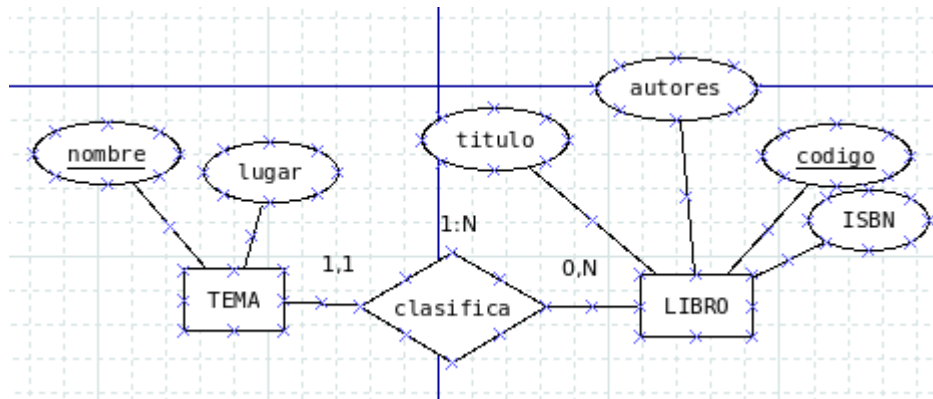 autores
titulo
codigo
nombre
lugar
ISBN
1:N
1,1
0,N
TEMA
clasifica
LIBRO